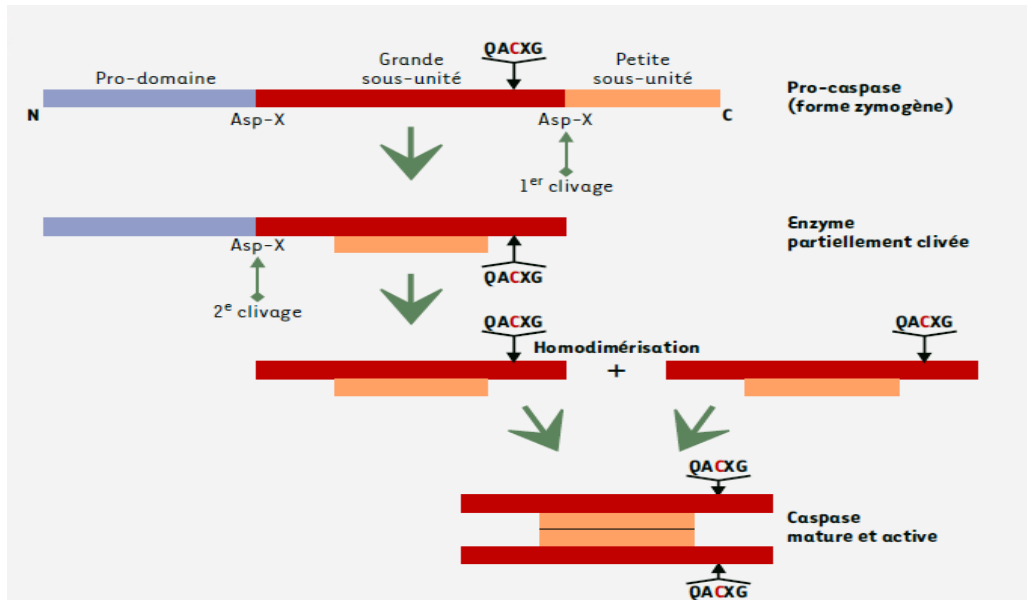 QACXG
Pro-domaine
Grande
sous-unité
Petite
sous-unité
Pro-caspase
(forme zymogène)
N
Asp-X
Asp-X
C
1er clivage
Enzyme
partiellement clivée
Asp-X
QACXG
2e clivage
QACXG
QACXG
Homodimérisation
+
QACXG
Caspase
mature et active
QACXG